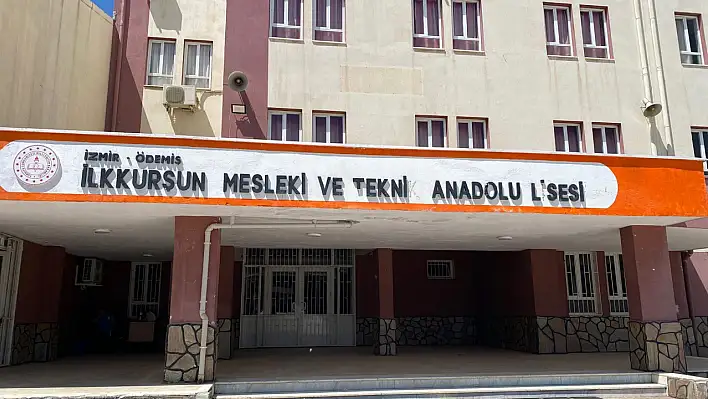 İZMİR ÖDEMİŞ
İLKKURŞUN MESLEKİ VE TEKNİK ANADOLU LİSESİ